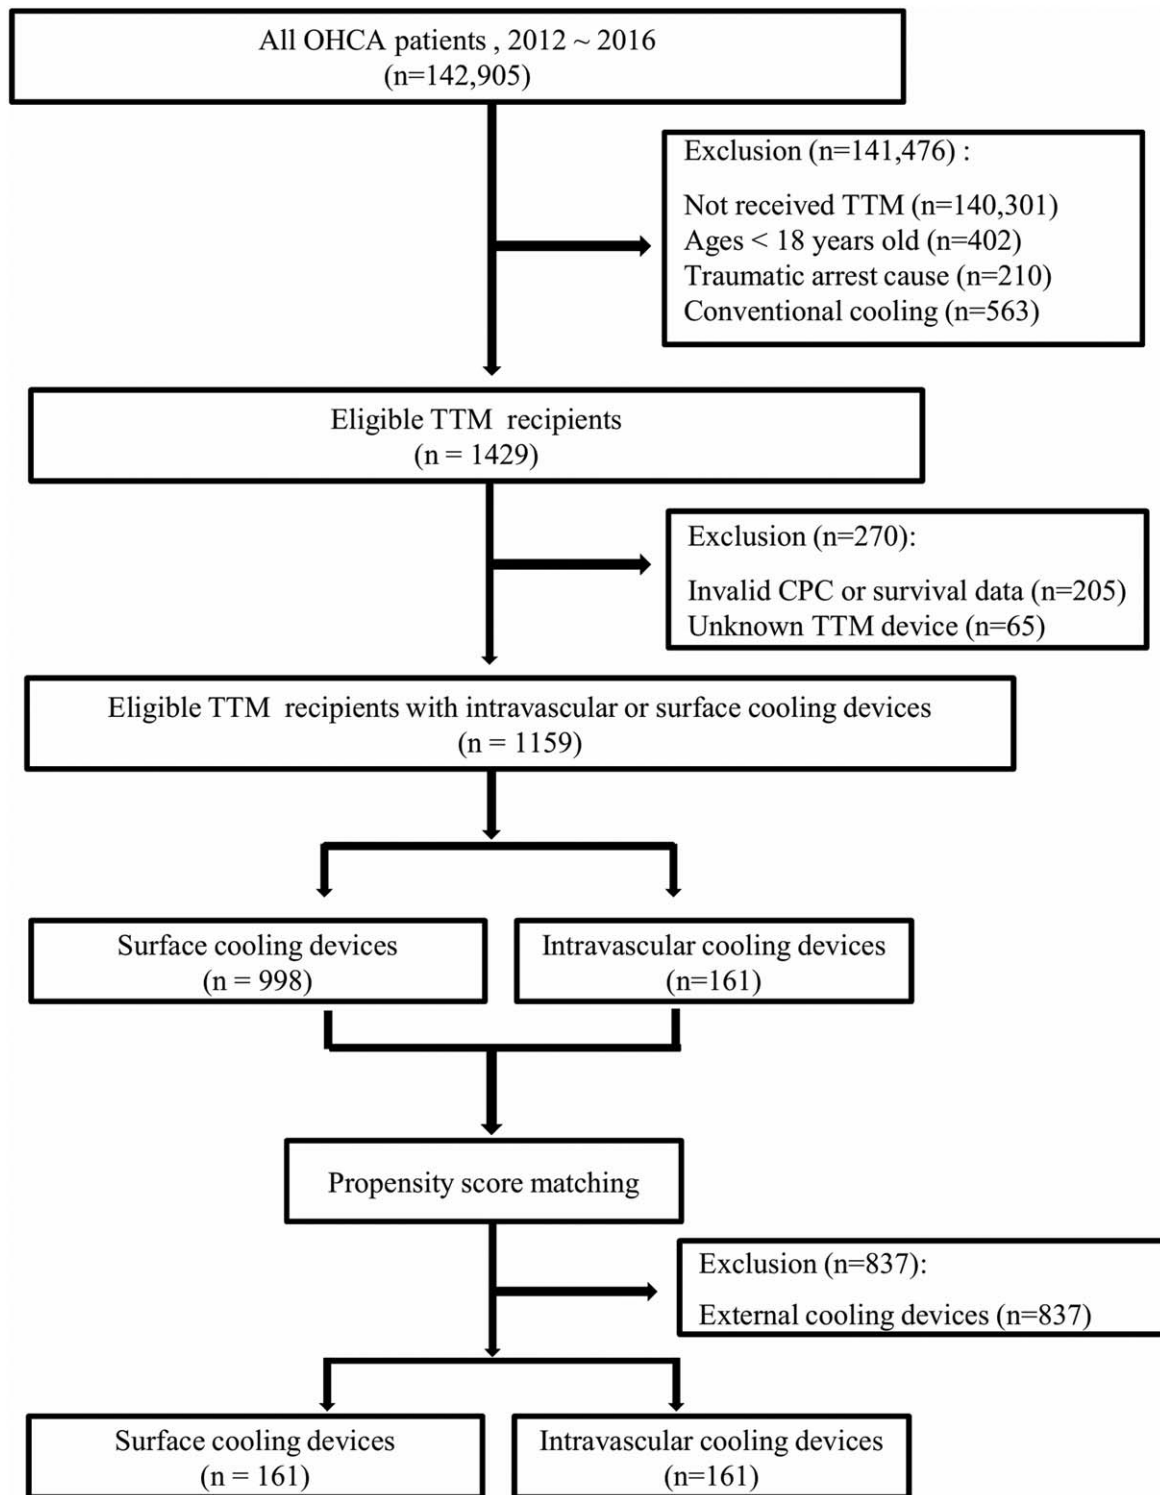 All OHCA patients , 2012 ~ 2016
(n=142,905)
Exclusion (n=141,476) :
Not received TTM (n=140,301)
Ages < 18 years old (n=402)
Traumatic arrest cause (n=210)
Conventional cooling (n=563)
Eligible TTM recipients
(n = 1429)
Exclusion (n=270):
Invalid CPC or survival data (n=205)
Unknown TTM device (n=65)
Eligible TTM recipients with intravascular or surface cooling devices
(n = 1159)
Surface cooling devices
(n = 998)
Intravascular cooling devices
(n=161)
Propensity score matching
Exclusion (n=837):
External cooling devices (n=837)
Surface cooling devices
(n = 161)
Intravascular cooling devices
(n=161)